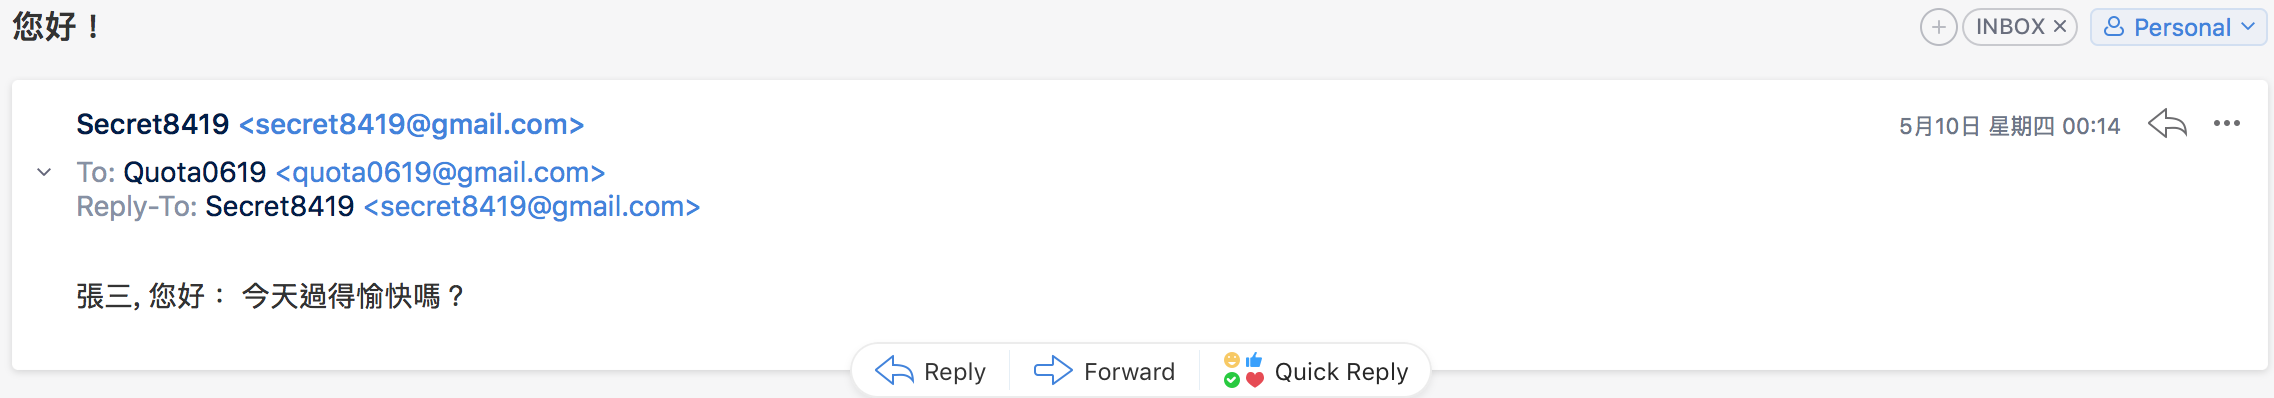 您好！
INBOX × Personal
Secret8419 <secret8419@gmail.com>
5月10日 星期四 00:14
To: Quota0619 <quota0619@gmail.com>
Reply-To: Secret8419 <secret8419@gmail.com>
張三, 您好： 今天過得愉快嗎？
Reply Forward Quick Reply